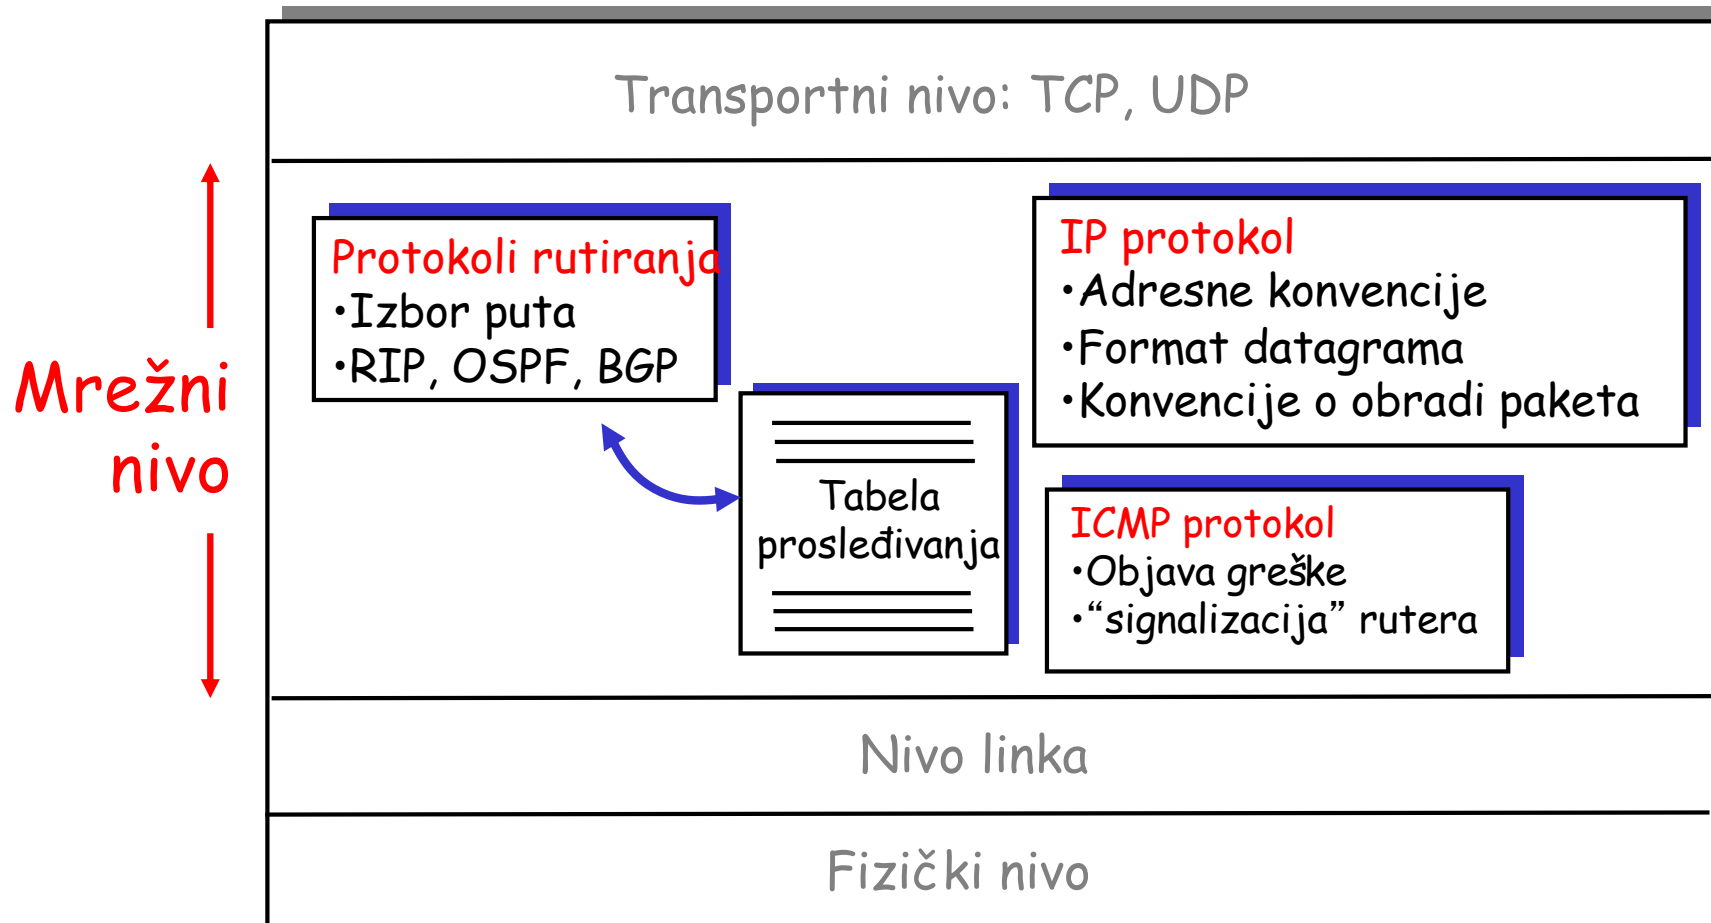 Transportni nivo: TCP, UDP
Mrežni
nivo
Protokoli rutiranja
•Izbor puta
•RIP, OSPF, BGP
Tabela
prosleđivanja
IP protokol
•Adresne konvencije
•Format datagrama
•Konvencije o obradi paketa
ICMP protokol
•Objava greške
•“signalizacija” rutera
Nivo linka
Fizički nivo